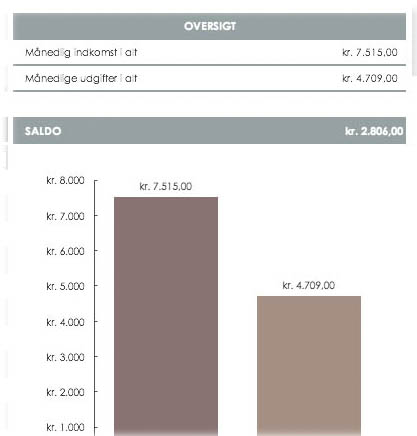 OVERSIGT
Månedlig indkomst i alt kr. 7.515,00
Månedlige udgifter i alt kr. 4.709,00
SALDO kr. 2.806,00
kr. 8.000
kr. 7.515,00
kr. 7.000
kr. 6.000
kr. 5.000
kr. 4.709,00
kr. 4.000
kr. 3.000
kr. 2.000
kr. 1.000